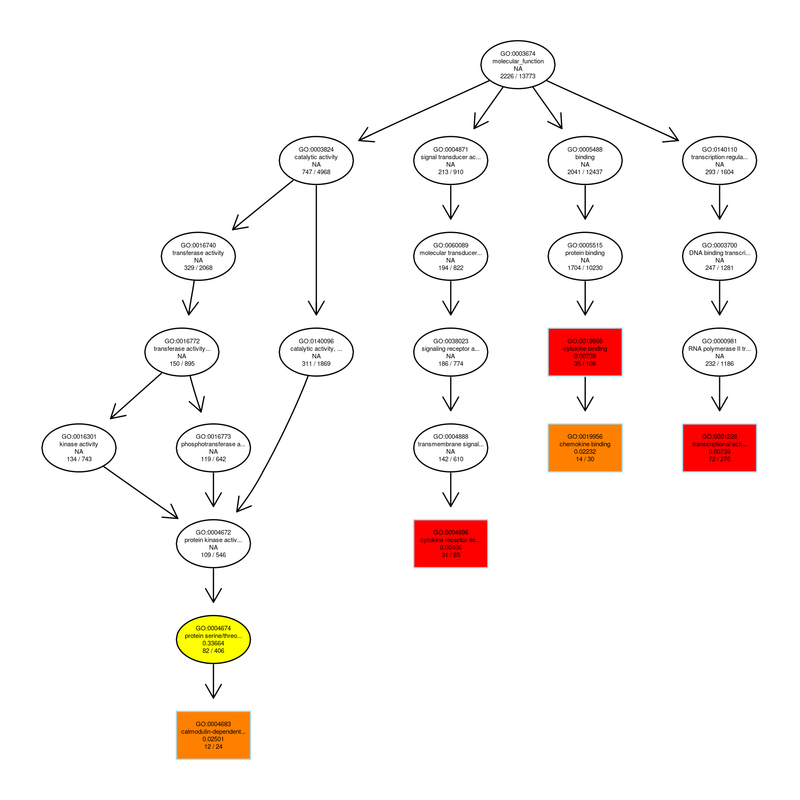 GO:0003674
molecular_function
NA
2226 / 13773
GO:0003824
catalytic activity
NA
747 / 4968
GO:0004871
signal transducer ac...
NA
213 / 910
GO:0005488
binding
NA
2041 / 12437
GO:0140110
transcription regula...
NA
293 / 1604
GO:0016740
transferase activity
NA
329 / 2068
GO:0060089
molecular transducer...
NA
194 / 822
GO:0005515
protein binding
NA
1704 / 10230
GO:0003700
DNA binding transcri...
NA
247 / 1281
GO:0016772
transferase activity...
NA
150 / 895
GO:0140096
catalytic activity, ...
NA
311 / 1869
GO:0038023
signaling receptor a...
NA
186 / 774
GO:0019955
cytokine binding
0.00739
35 / 108
GO:0000981
RNA polymerase II tr...
NA
232 / 1186
GO:0016301
kinase activity
NA
134 / 743
GO:0016773
phosphotransferase a...
NA
119 / 642
GO:0004888
transmembrane signal...
NA
142 / 610
GO:0019956
chemokine binding
0.02232
14 / 30
GO:0001228
transcriptional acti...
0.00739
72 / 276
GO:0004672
protein kinase activ...
NA
109 / 546
GO:0004896
cytokine receptor ac...
31 /
GO:0004674
protein serine/threo...
0.33664
82 / 406
GO:0004683
calmodulin-dependent...
0.02501
12 / 24